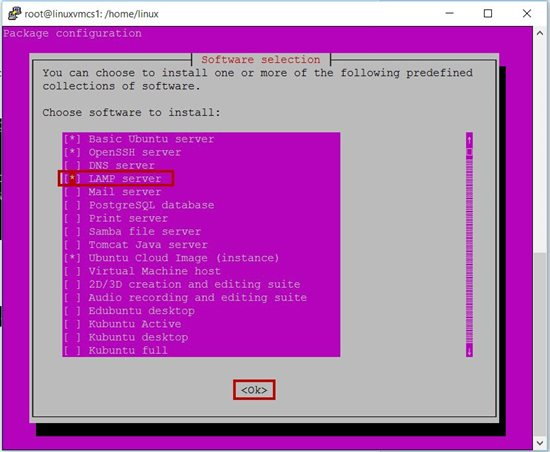 root@linuxvmcs1: /home/linux
Package configuration
Software selection
You can choose to install one or more of the following predefined
collections of software.
Choose software to install:
[*] Basic Ubuntu server
[*] OpenSSH server
[ ] DNS server
[*] LAMP server
[ ] Mail server
[ ] PostgreSQL database
[ ] Print server
[ ] Samba file server
[ ] Tomcat Java server
[*] Ubuntu Cloud Image (instance)
[ ] Virtual Machine host
[ ] 2D/3D creation and editing suite
[ ] Audio recording and editing suite
[ ] Edubuntu desktop
[ ] Kubuntu Active
[ ] Kubuntu desktop
[ ] Kubuntu full
<Ok>